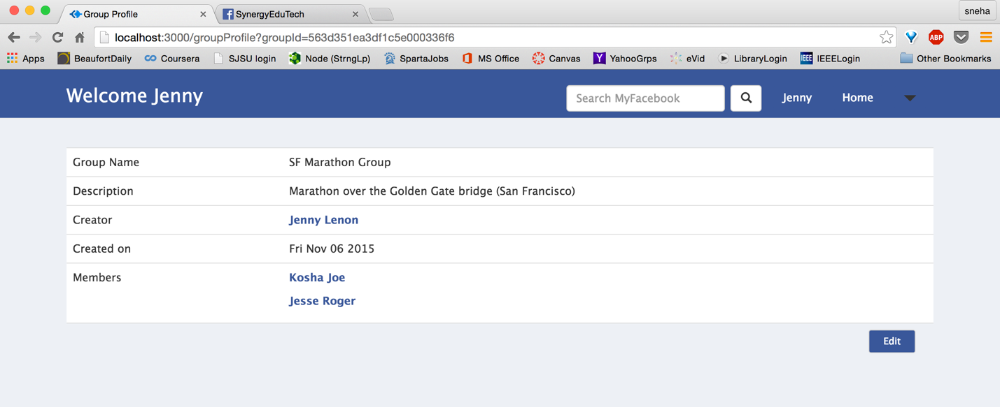 Group Profile SynergyEduTech sneha
localhost:3000/groupProfile?groupId=563d351ea3df1c5e000336f6 ABP
Apps BeaufortDaily Coursera SJSU login Node (StrngLp) SpartaJobs MS Office Canvas Y YahooGrps eVid LibraryLogin IEEE IEEELogin Other Bookmarks
Welcome Jenny Search MyFacebook Jenny Home
Group Name SF Marathon Group
Description Marathon over the Golden Gate bridge (San Francisco)
Creator Jenny Lenon
Created on Fri Nov 06 2015
Members Kosha Joe
Jesse Roger
Edit